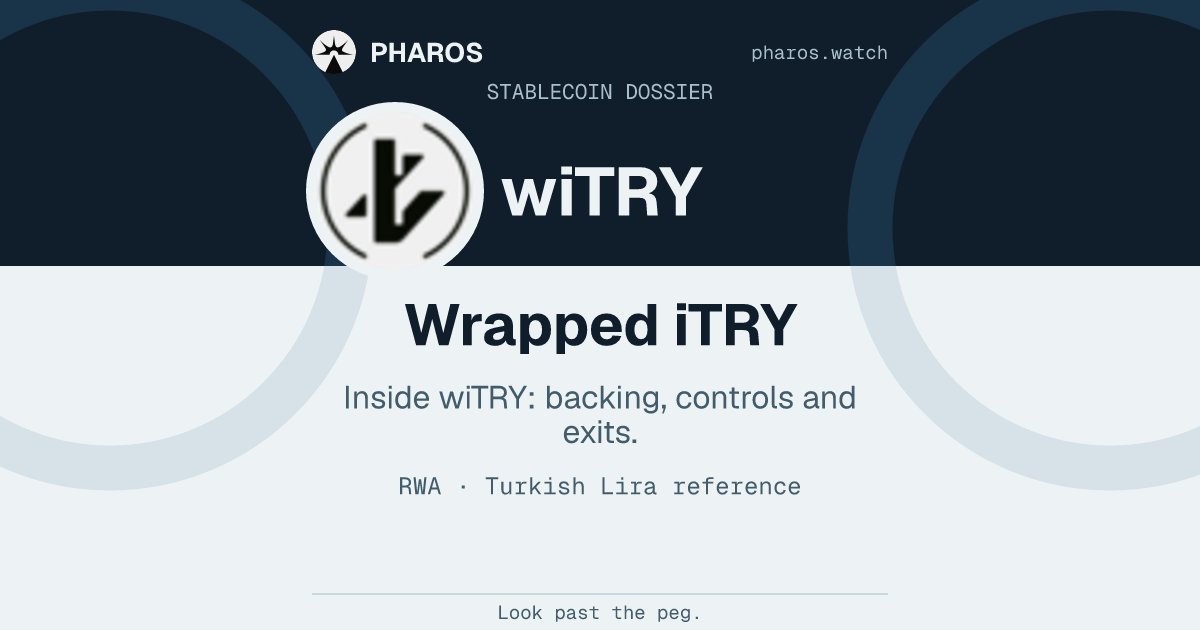 PHAROS
pharos.watch
STABLECOIN DOSSIER
wiTRY
Wrapped iTRY
Inside wiTRY: backing, controls and
exits.
RWA · Turkish Lira reference
Look past the peg.